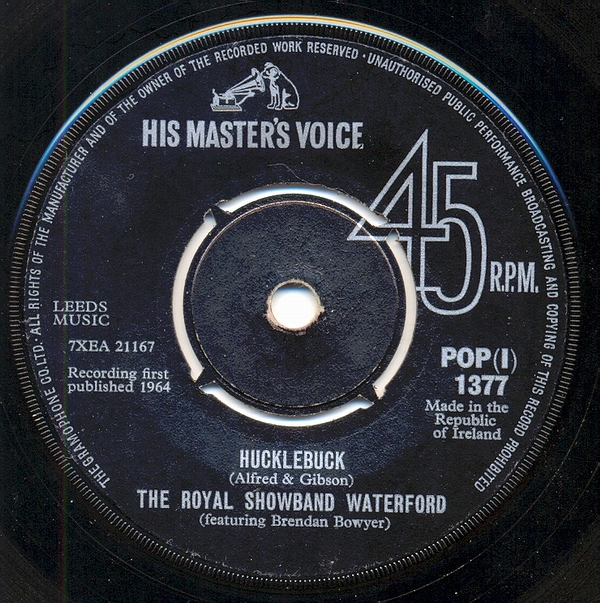 THE GRAMOPHONE CO. LTD. · ALL RIGHTS OF THE MANUFACTURER AND OF THE OWNER OF THE RECORDED WORK RESERVED · UNAUTHORISED PUBLIC PERFORMANCE BROADCASTING AND COPYING OF THIS RECORD PROHIBITED
HIS MASTER'S VOICE
45
R.P.M.
LEEDS
MUSIC
7XEA 21167
Recording first
published 1964
POP(I)
1377
Made in the
Republic
of Ireland
HUCKLEBUCK
(Alfred & Gibson)
THE ROYAL SHOWBAND WATERFORD
(featuring Brendan Bowyer)